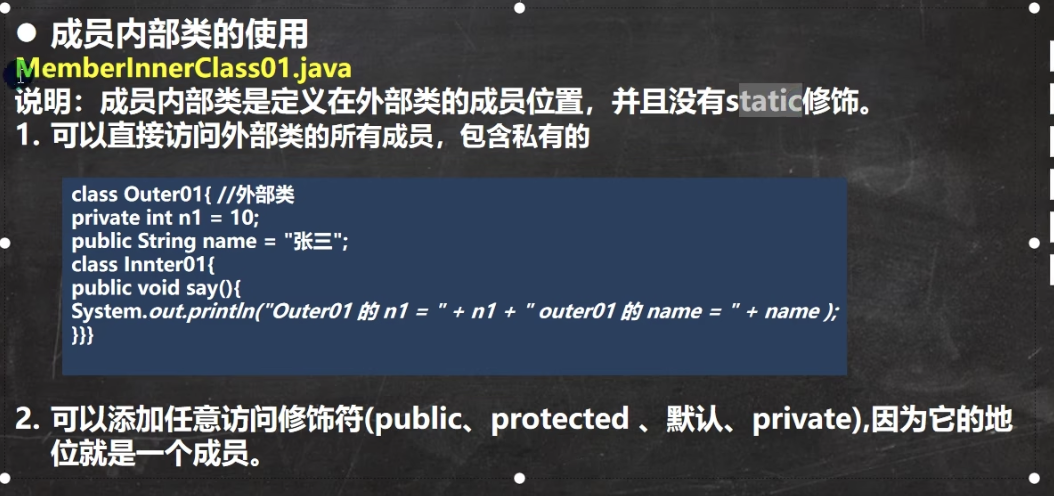 ● 成员内部类的使用
MemberInnerClass01.java
说明：成员内部类是定义在外部类的成员位置，并且没有static修饰。
1. 可以直接访问外部类的所有成员，包含私有的
class Outer01{ //外部类
private int n1 = 10;
public String name = "张三";
class Innter01{
public void say(){
System.out.println("Outer01 的 n1 = " + n1 + " outer01 的 name = " + name );
}}}
2. 可以添加任意访问修饰符(public、protected 、默认、private),因为它的地
位就是一个成员。